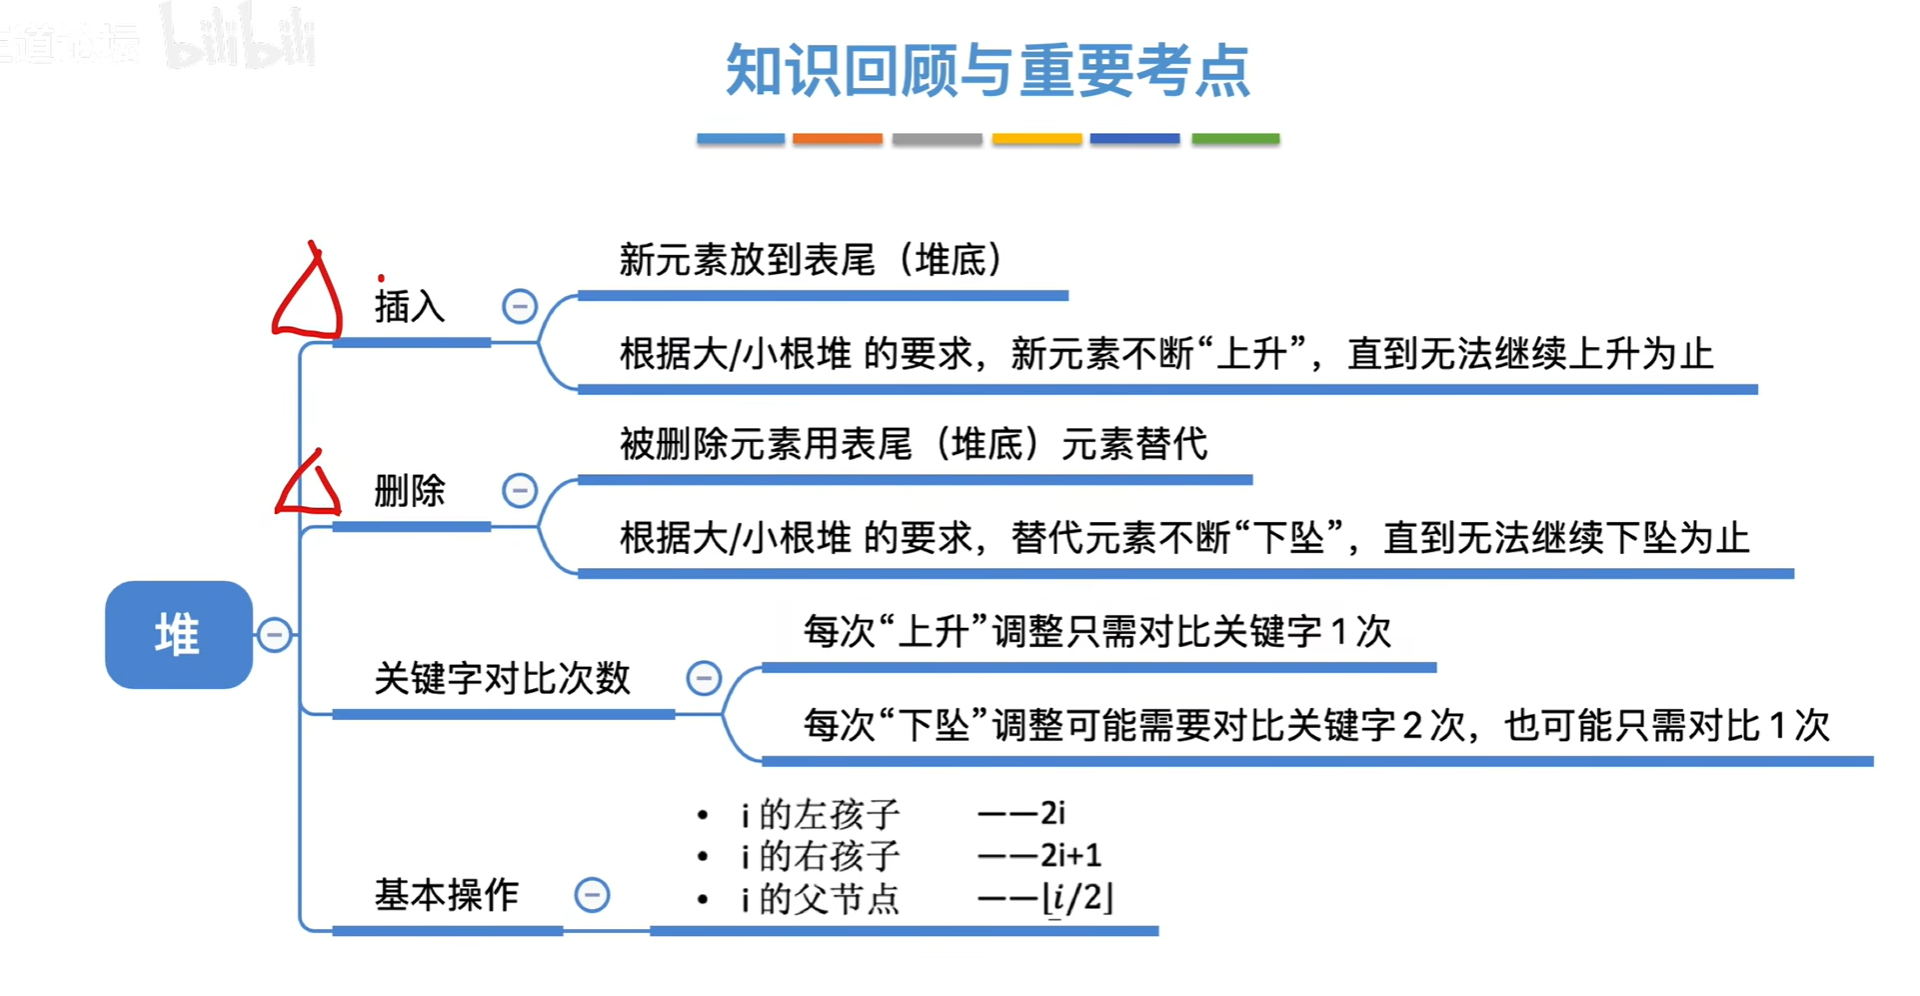 道论坛 bilibili
知识回顾与重要考点
新元素放到表尾（堆底）
插入
根据大/小根堆 的要求，新元素不断“上升”，直到无法继续上升为止
被删除元素用表尾（堆底）元素替代
删除
根据大/小根堆 的要求，替代元素不断“下坠”，直到无法继续下坠为止
堆
每次“上升”调整只需对比关键字1次
关键字对比次数
每次“下坠”调整可能需要对比关键字2次，也可能只需对比1次
• i 的左孩子 ——2i
• i 的右孩子 ——2i+1
• i 的父节点 ——⌊i/2⌋
基本操作